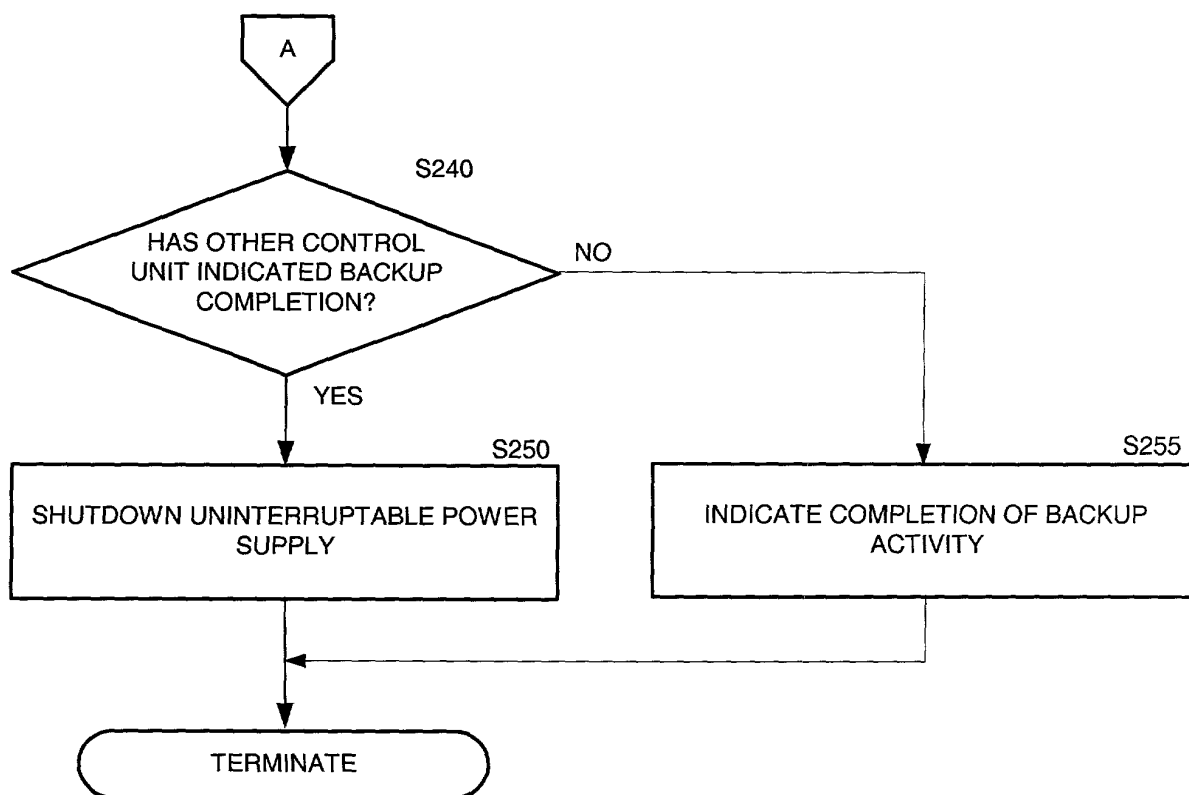 A
S240
HAS OTHER CONTROL
UNIT INDICATED BACKUP
COMPLETION?
NO
YES
S250
SHUTDOWN UNINTERRUPTABLE POWER
SUPPLY
S255
INDICATE COMPLETION OF BACKUP
ACTIVITY
TERMINATE